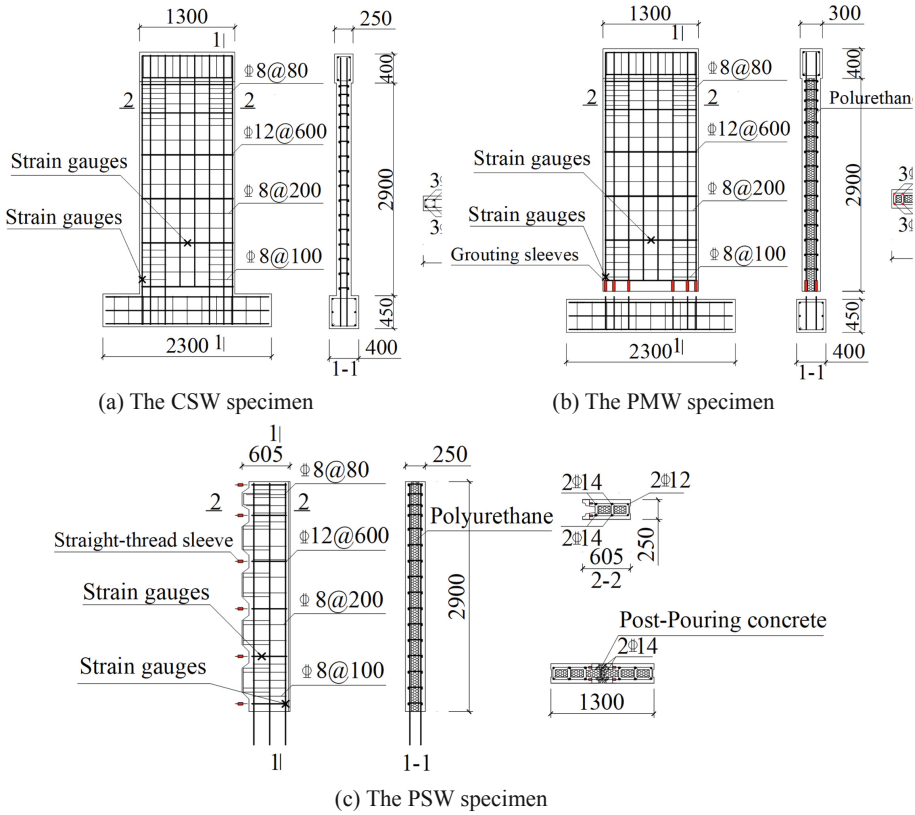 1300
1
250
Φ8@80
400
2
2
Φ12@600
Strain gauges
Φ8@200
2900
Strain gauges
Φ8@100
450
2300
1
400
1-1
(a) The CSW specimen
3Φ
3Φ
1300
1
300
Φ8@80
400
2
2
Polurethane
Φ12@600
Strain gauges
Φ8@200
2900
Strain gauges
Grouting sleeves
Φ8@100
450
2300
1
400
1-1
3Φ
3Φ
(b) The PMW specimen
1
605
250
Φ8@80
2
2
Polyurethane
Straight-thread sleeve
Φ12@600
2900
Strain gauges
Φ8@200
Strain gauges
Φ8@100
1
1-1
2Φ14
2Φ12
2Φ14
250
605
2-2
Post-Pouring concrete
2Φ14
1300
(c) The PSW specimen